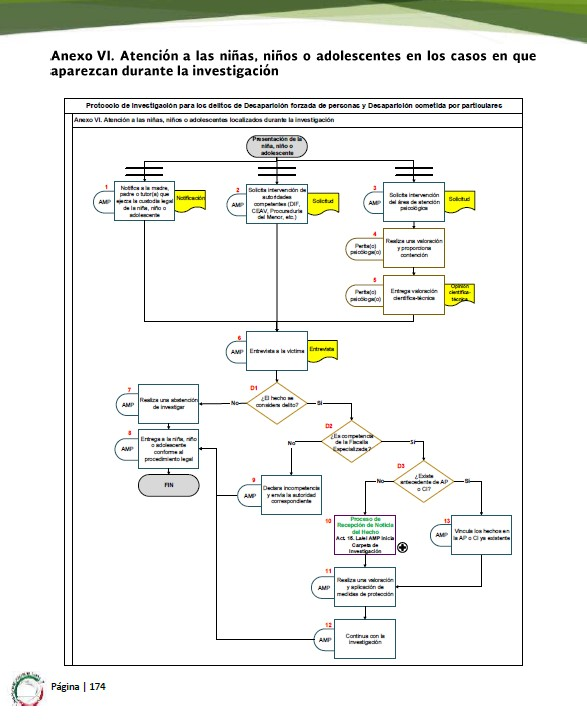 Anexo VI. Atención a las niñas, niños o adolescentes en los casos en que
aparezcan durante la investigación
Protocolo de Investigación para los delitos de Desaparición forzada de personas y Desaparición cometida por particulares
Anexo VI. Atención a las niñas, niños o adolescentes localizados durante la investigación
Presentación de la
niña, niño o
adolescente
1
AMP
Notifica a la madre,
padre o tutor(a) que
ejerza la custodia legal
de la niña, niño o
adolescente
Notificación
2
AMP
Solicita intervención de
autoridades
competentes (DIF,
CEAV, Procuraduría
del Menor, etc.)
Solicitud
3
AMP
Solicita intervención
del área de atención
psicológica
Solicitud
4
Perita(o)
psicóloga(o)
Realiza una valoración
y proporciona
contención
5
Perita(o)
psicóloga(o)
Entrega valoración
científica-técnica
Opinión
científica-
técnica
6
AMP
Entrevista a la víctima
Entrevista
D1
¿El hecho se
considera delito?
No
Sí
7
AMP
Realiza una abstención
de investigar
8
AMP
Entrega a la niña, niño
o adolescente
conforme al
procedimiento legal
FIN
D2
¿Es competencia
de la Fiscalía
Especializada?
No
Sí
9
AMP
Declara incompetencia
y envía la autoridad
correspondiente
D3
¿Existe
antecedente de AP
o CI?
No
Sí
10
Proceso de
Recepción de Noticia
del Hecho
Act. 15. La/el AMP Inicia
Carpeta de
Investigación
13
AMP
Vincula los hechos en
la AP o CI ya existente
11
AMP
Realiza una valoración
y aplicación de
medidas de protección
12
AMP
Continua con la
investigación
Página | 174